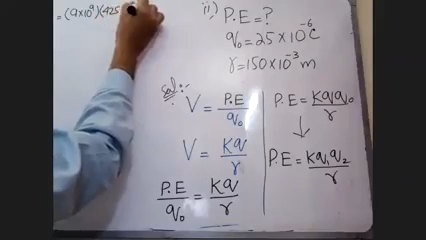 = (9×10⁹)(425
ii) P.E = ?
q₀ = 25×10⁻⁶ C
r = 150×10⁻³ m
Sol:-
V = P.E/q₀
V = Kq/r
P.E/q₀ = Kq/r
P.E = Kqq₀/r
↓
P.E = Kq₁q₂/r